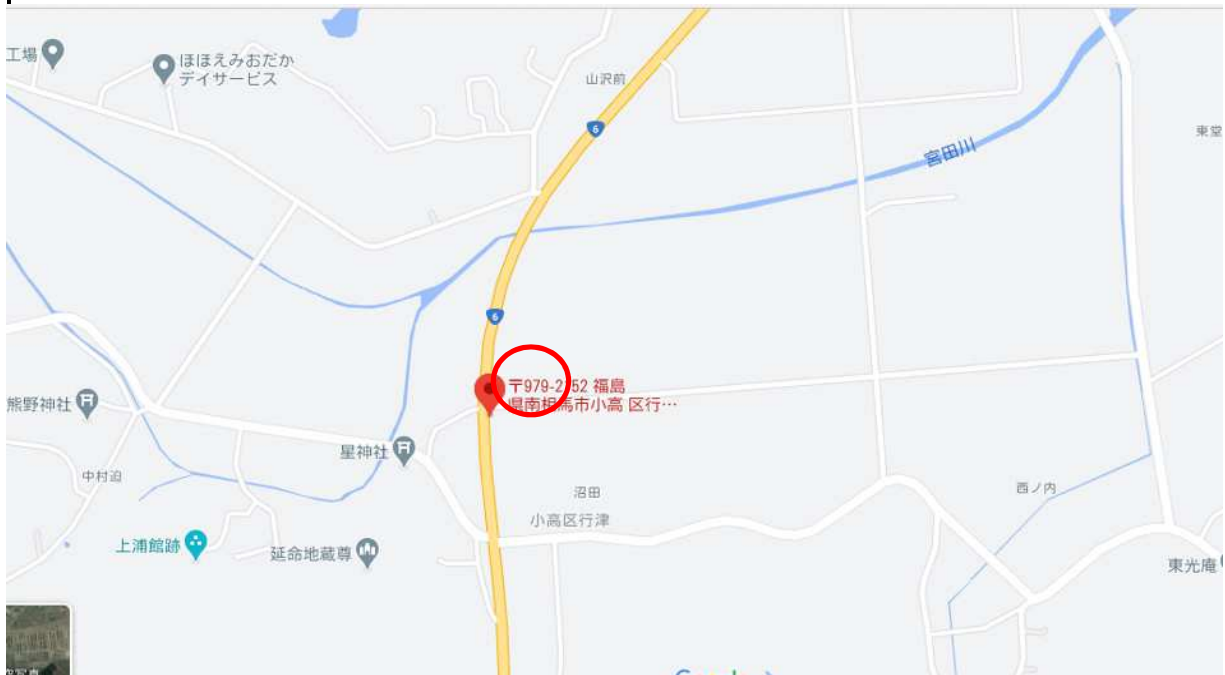 工場
ほほえみおだか
デイサービス
山沢前
6
宮田川
東堂
6
〒979-2152 福島
県南相馬市小高 区行…
熊野神社
星神社
中村迫
沼田
西ノ内
小高区行津
上浦館跡
延命地蔵尊
東光庵